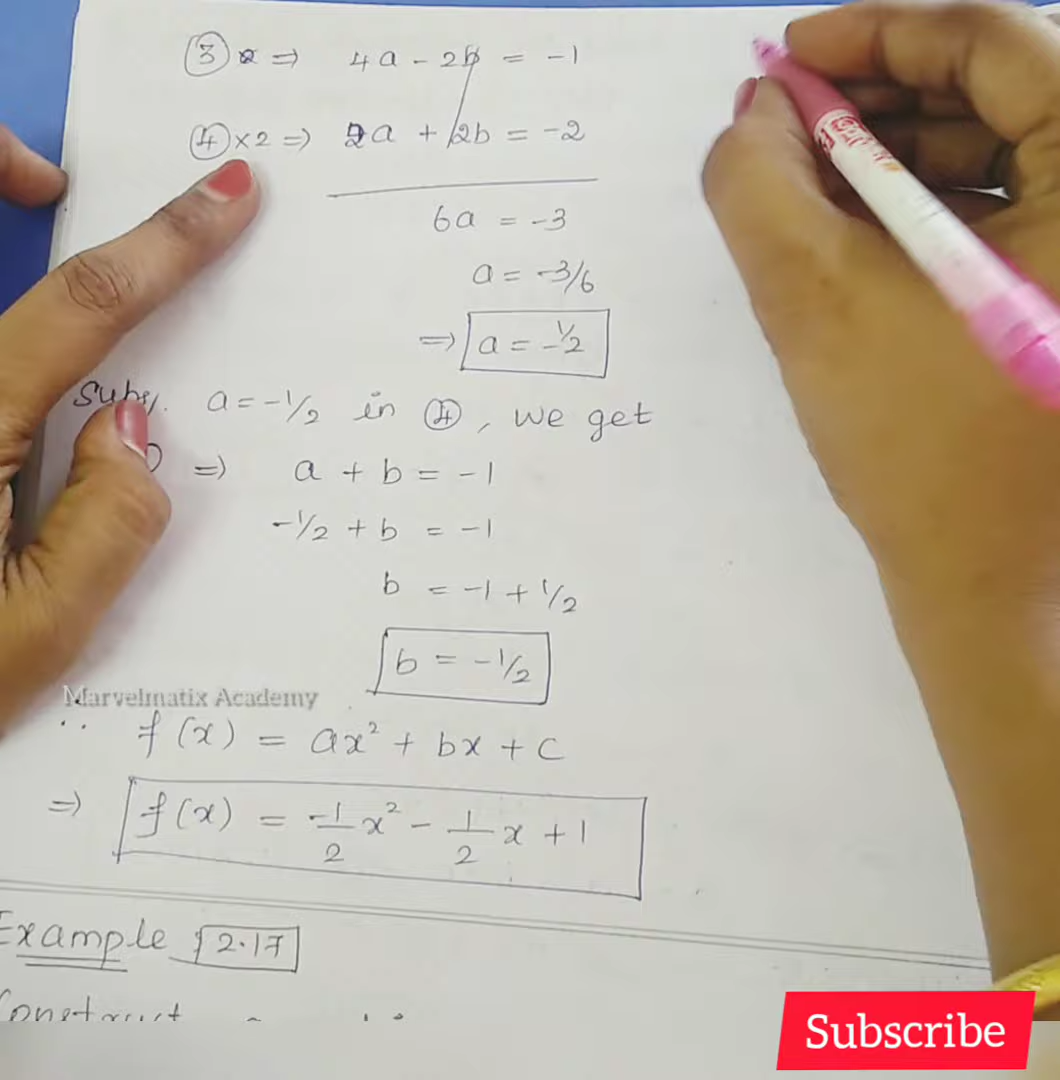 ③ ⇒ 4a - 2b = -1
④ × 2 ⇒ 2a + 2b = -2
6a = -3
a = -3/6
⇒ a = -1/2
Subs/. a = -1/2 in ④, we get
⇒ a + b = -1
-1/2 + b = -1
b = -1 + 1/2
b = -1/2
Marvelmatix Academy
∴ f(x) = ax² + bx + c
⇒ f(x) = -1/2 x² - 1/2 x + 1
Example 2.17
Construct
Subscribe